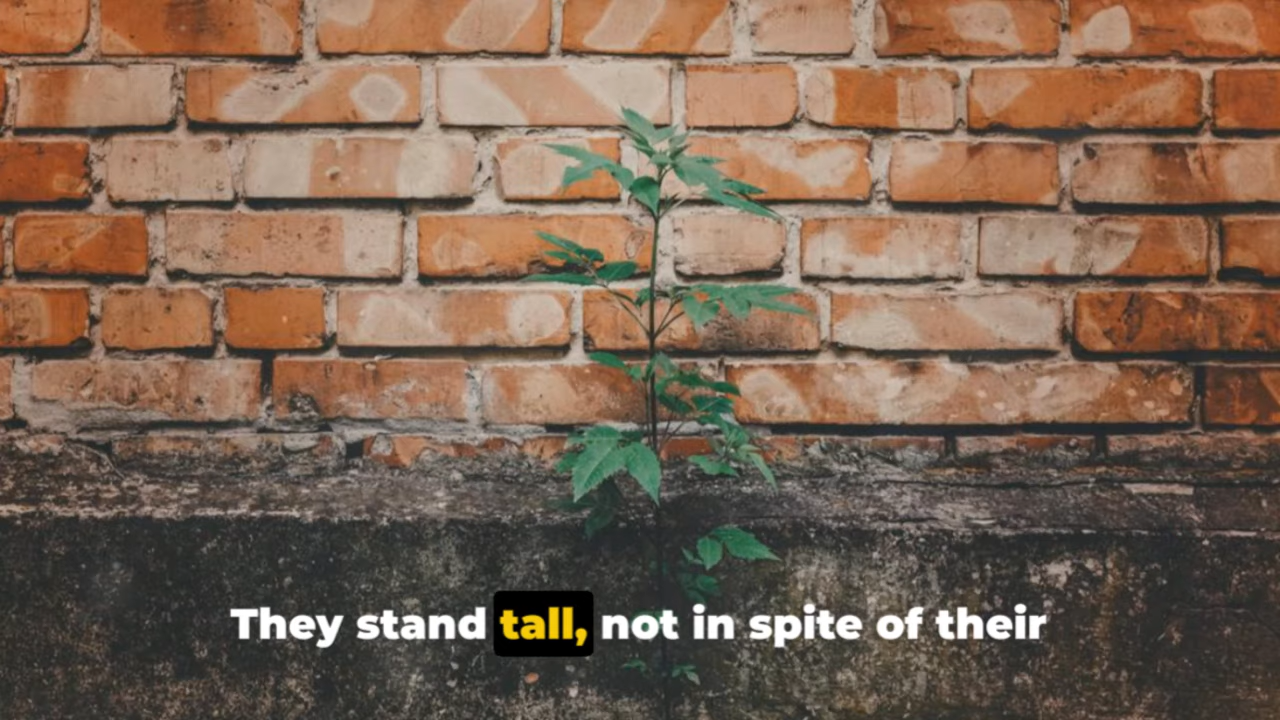 They stand tall, not in spite of their